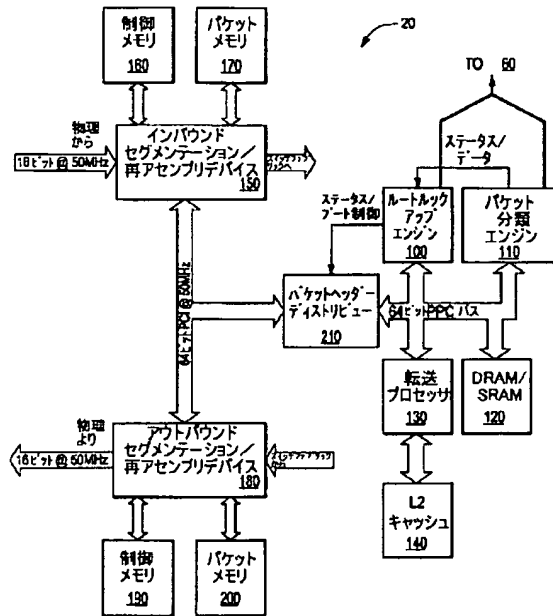 制御
メモリ
160
パケット
メモリ
170
20
TO 60
物理
から
16ビット@50MHz
インバウンド
セグメンテーション/
再アセンブリデバイス
150
ステータス/
データ
ステータス/
ブート制御
ルートルック
アップ
エンジン
100
パケット
分類
エンジン
110
64ビットPCI@50MHz
パケットヘッダー
ディストリビュー
210
64ビットPPCバス
転送
プロセッサ
130
DRAM/
SRAM
120
物理
より
16ビット@50MHz
アウトバウンド
セグメンテーション/
再アセンブリデバイス
180
L2
キャッシュ
140
制御
メモリ
190
パケット
メモリ
200